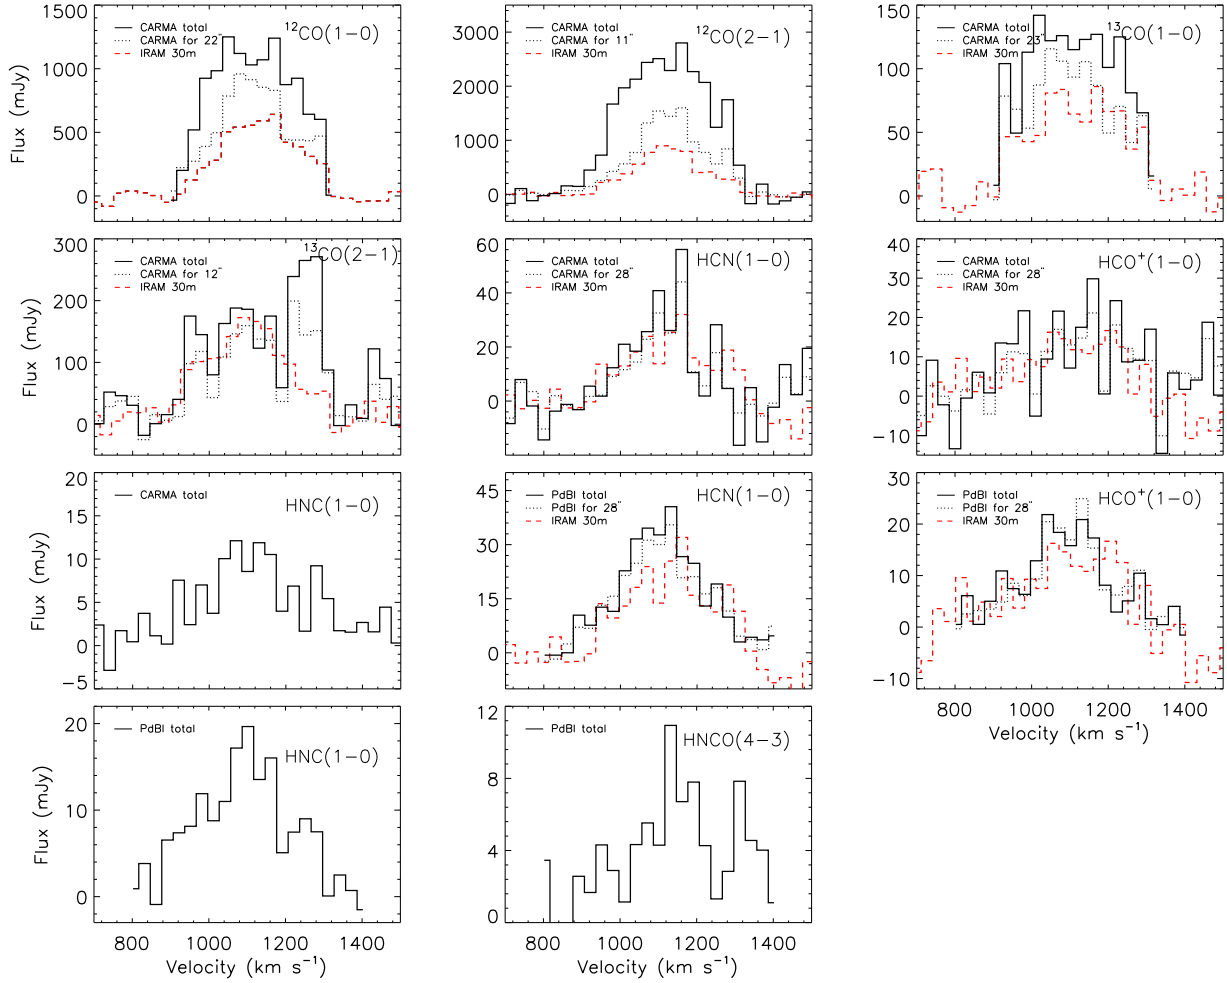 CARMA total
CARMA for 22"
IRAM 30m
¹²CO(1−0)
1500
1000
500
0
Flux (mJy)
CARMA total
CARMA for 11"
IRAM 30m
¹²CO(2−1)
3000
2000
1000
0
CARMA total
CARMA for 23"
IRAM 30m
¹³CO(1−0)
150
100
50
0
CARMA total
CARMA for 12"
IRAM 30m
¹³CO(2−1)
300
200
100
0
Flux (mJy)
CARMA total
CARMA for 28"
IRAM 30m
HCN(1−0)
60
40
20
0
CARMA total
CARMA for 28"
IRAM 30m
HCO⁺(1−0)
40
30
20
10
0
−10
CARMA total
HNC(1−0)
20
15
10
5
0
−5
Flux (mJy)
PdBI total
PdBI for 28"
IRAM 30m
HCN(1−0)
45
30
15
0
PdBI total
PdBI for 28"
IRAM 30m
HCO⁺(1−0)
30
20
10
0
−10
800 1000 1200 1400
Velocity (km s⁻¹)
PdBI total
HNC(1−0)
20
10
0
Flux (mJy)
800 1000 1200 1400
Velocity (km s⁻¹)
PdBI total
HNCO(4−3)
12
8
4
0
800 1000 1200 1400
Velocity (km s⁻¹)